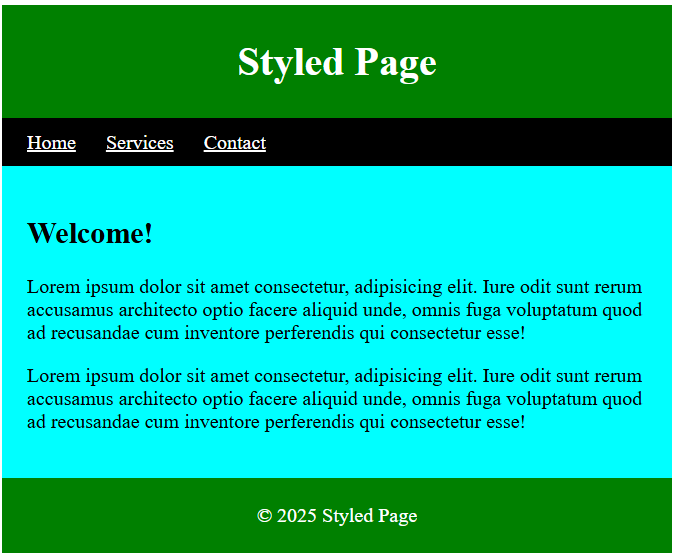 Styled Page
Home Services Contact
Welcome!
Lorem ipsum dolor sit amet consectetur, adipisicing elit. Iure odit sunt rerum
accusamus architecto optio facere aliquid unde, omnis fuga voluptatum quod
ad recusandae cum inventore perferendis qui consectetur esse!
Lorem ipsum dolor sit amet consectetur, adipisicing elit. Iure odit sunt rerum
accusamus architecto optio facere aliquid unde, omnis fuga voluptatum quod
ad recusandae cum inventore perferendis qui consectetur esse!
© 2025 Styled Page